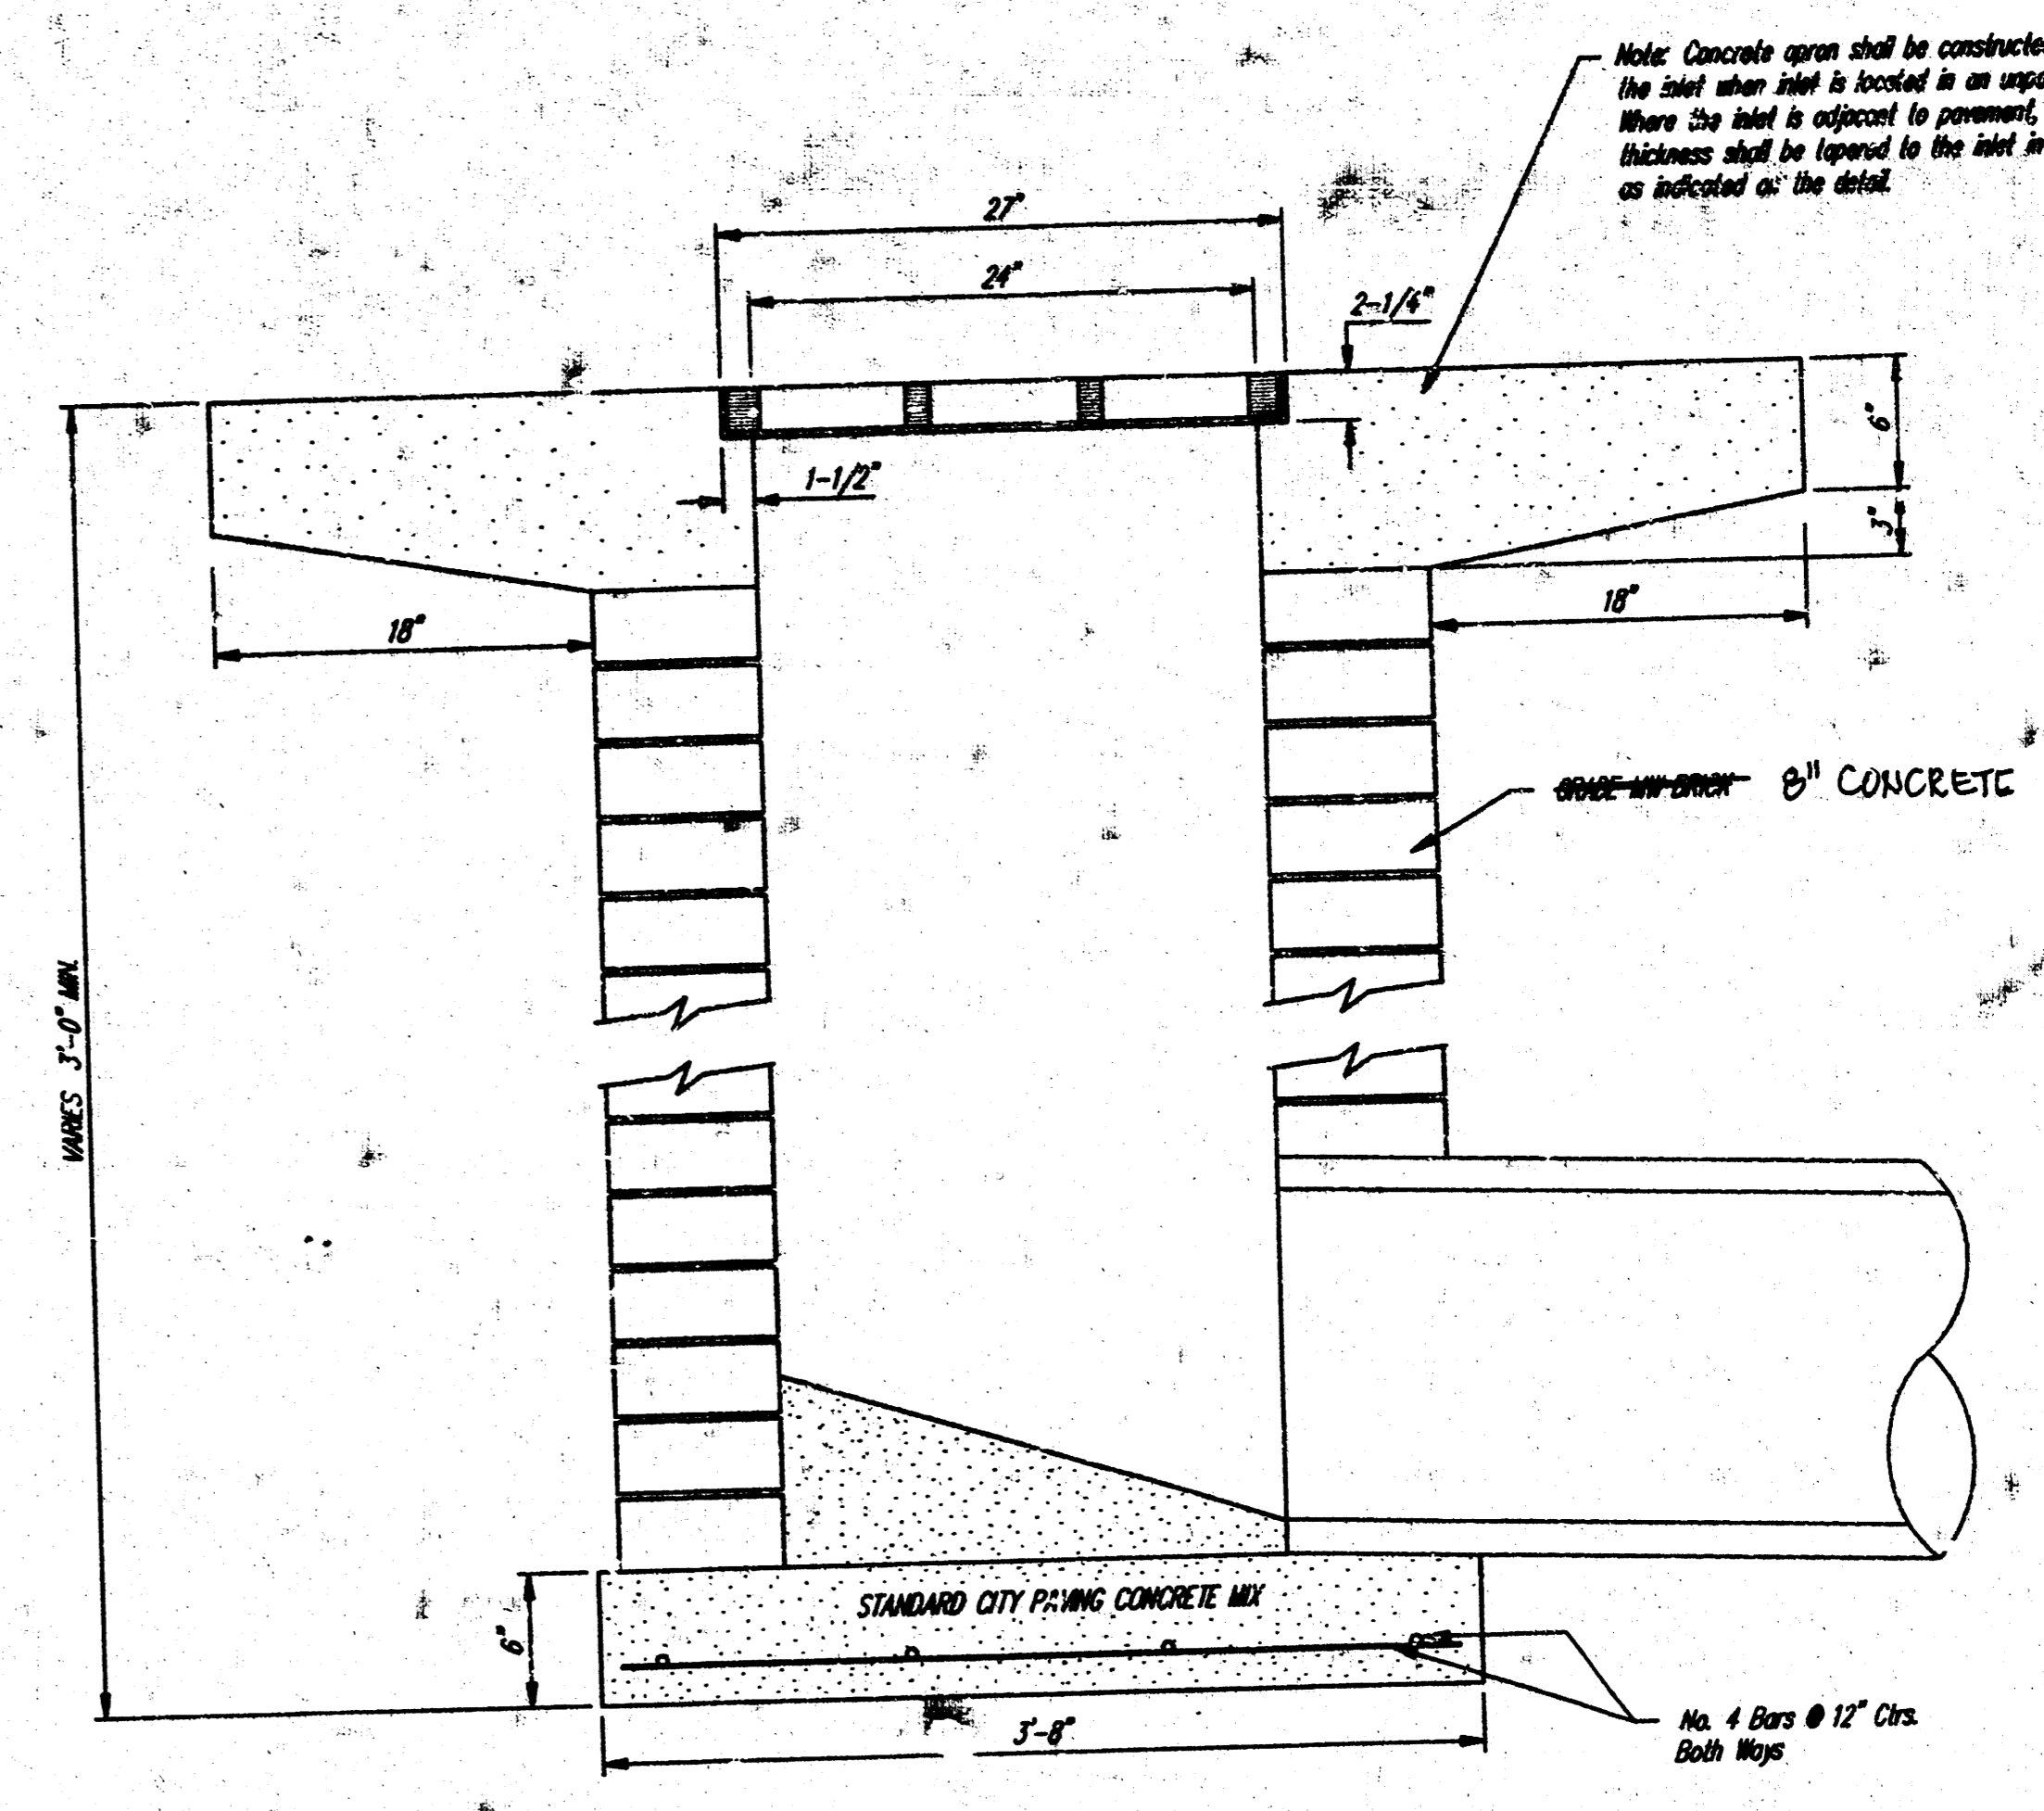 Note: Concrete apron shall be constructe
the inlet when inlet is located in an unpa
Where the inlet is adjacent to pavement,
thickness shall be tapered to the inlet in
as indicated on the detail.
27"
24"
2-1/4"
6"
1-1/2"
3"
18"
18"
GRADE MW BRICK 8" CONCRETE
VARIES 3'-0" MIN.
STANDARD CITY PAVING CONCRETE MIX
6"
No. 4 Bars @ 12" Ctrs.
3'-8"
Both Ways